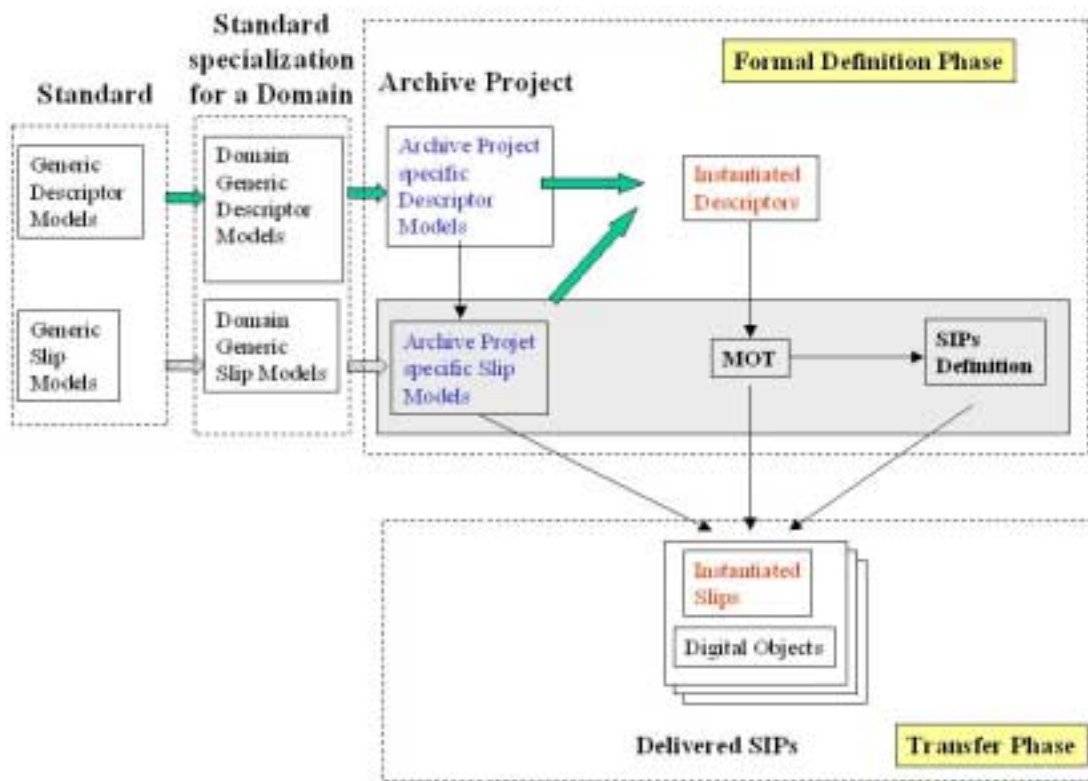 Standard
Standard
specialization
for a Domain
Archive Project
Formal Definition Phase
Generic
Descriptor
Models
Domain
Generic
Descriptor
Models
Archive Project
specific
Descriptor
Models
Instantiated
Descriptors
Generic
Slip
Models
Domain
Generic
Slip Models
Archive Projet
specific Slip
Models
MOT
SIPs
Definition
Instantiated
Slips
Digital Objects
Delivered SIPs
Transfer Phase